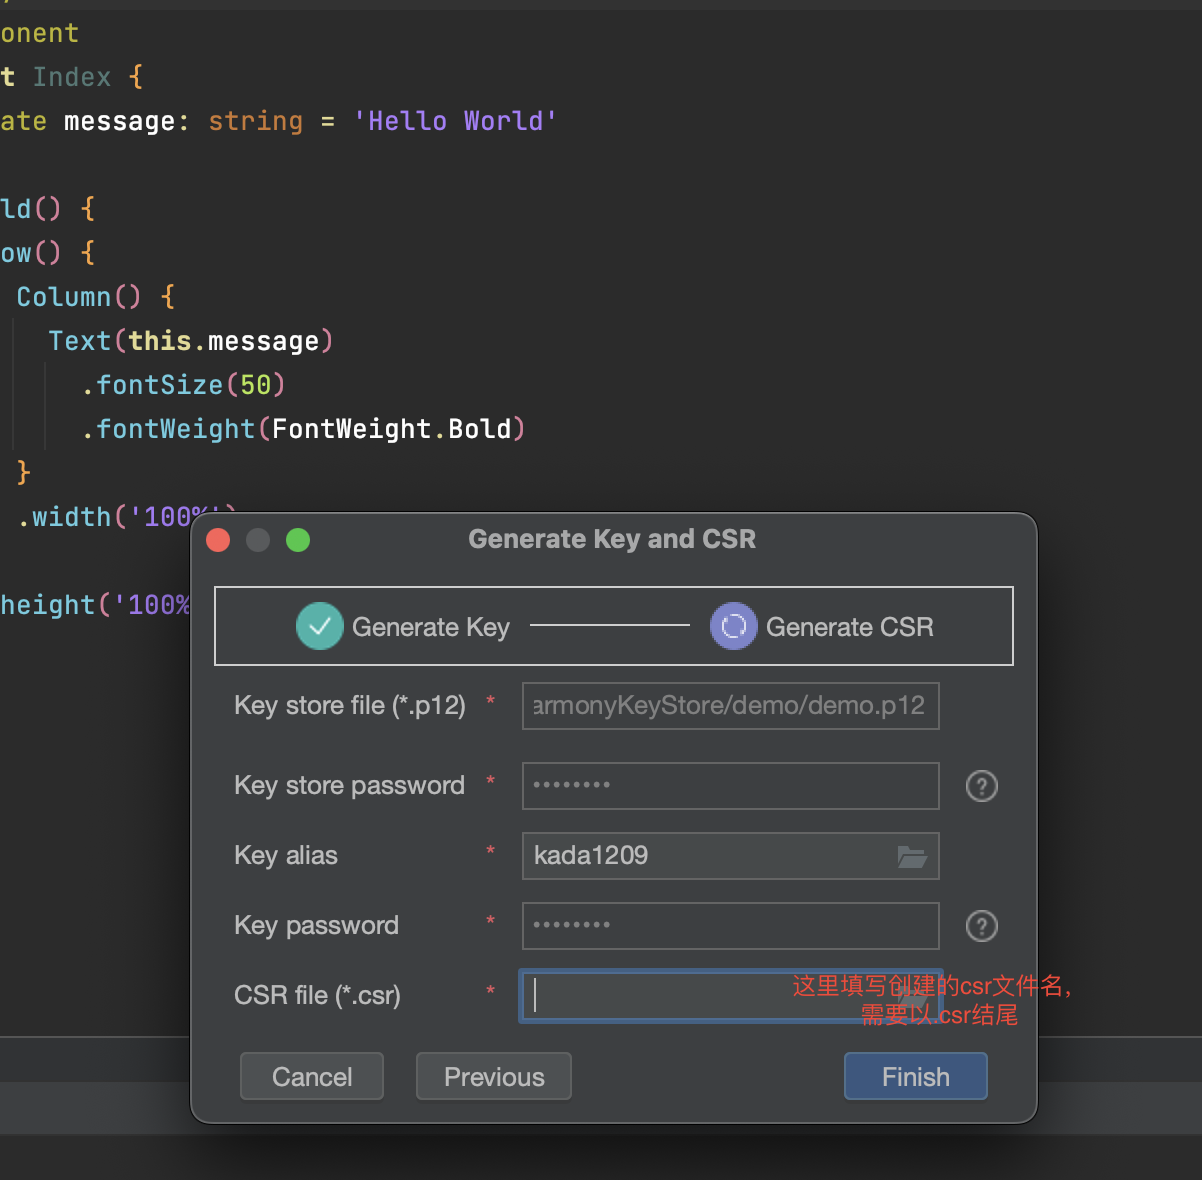 onent
t Index {
ate message: string = 'Hello World'
ld() {
ow() {
Column() {
Text(this.message)
.fontSize(50)
.fontWeight(FontWeight.Bold)
}
.width('100%')
height('100%
Generate Key and CSR
Generate Key
Generate CSR
Key store file (*.p12) *
armonyKeyStore/demo/demo.p12
Key store password *
••••••••
?
Key alias *
kada1209
Key password *
••••••••
?
CSR file (*.csr) *
这里填写创建的csr文件名，
需要以.csr结尾
Cancel
Previous
Finish